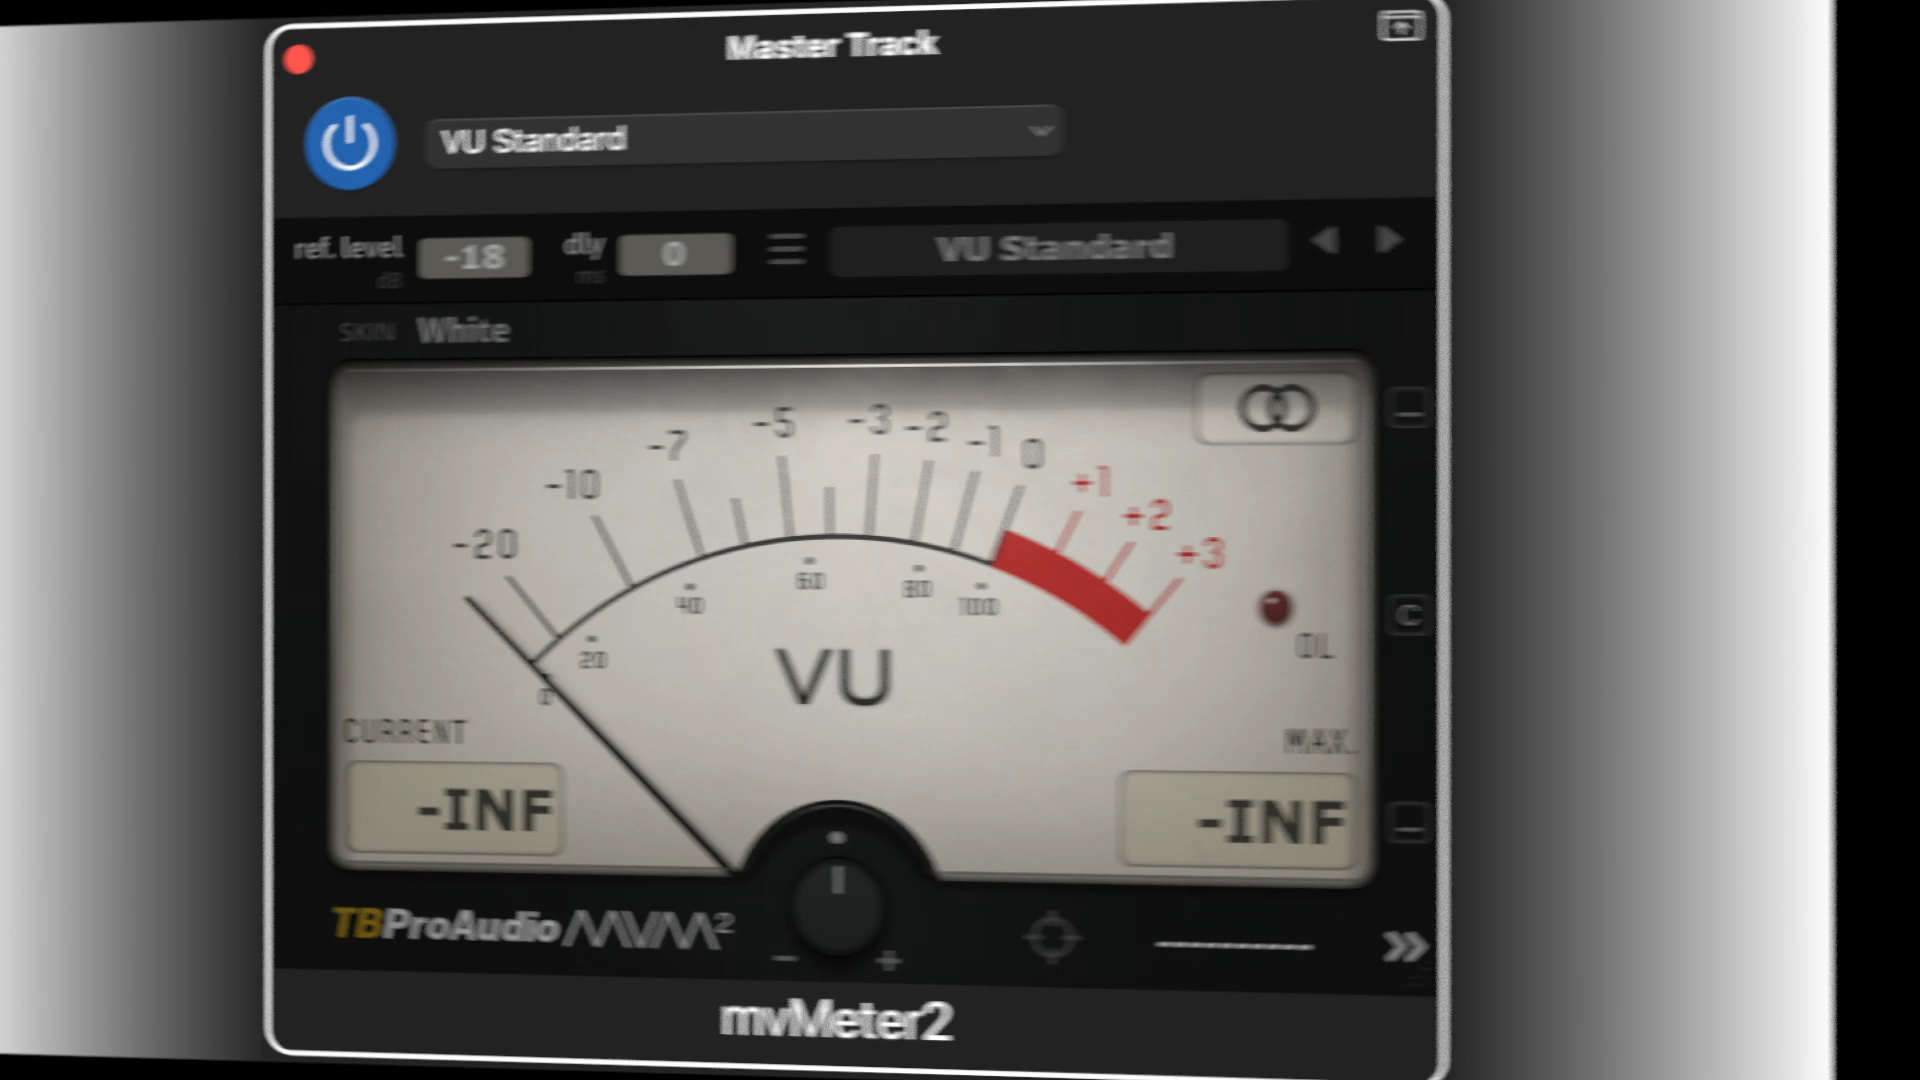 Master Track
VU Standard
ref. level -18 dly 0 VU Standard
dB ms
SKIN White
-20 -10 -7 -5 -3 -2 -1 0 +1 +2 +3
0 20 40 60 80 100
VU
OL
C
CURRENT MAX.
-INF -INF
TBProAudio MVM2
- +
mvMeter2